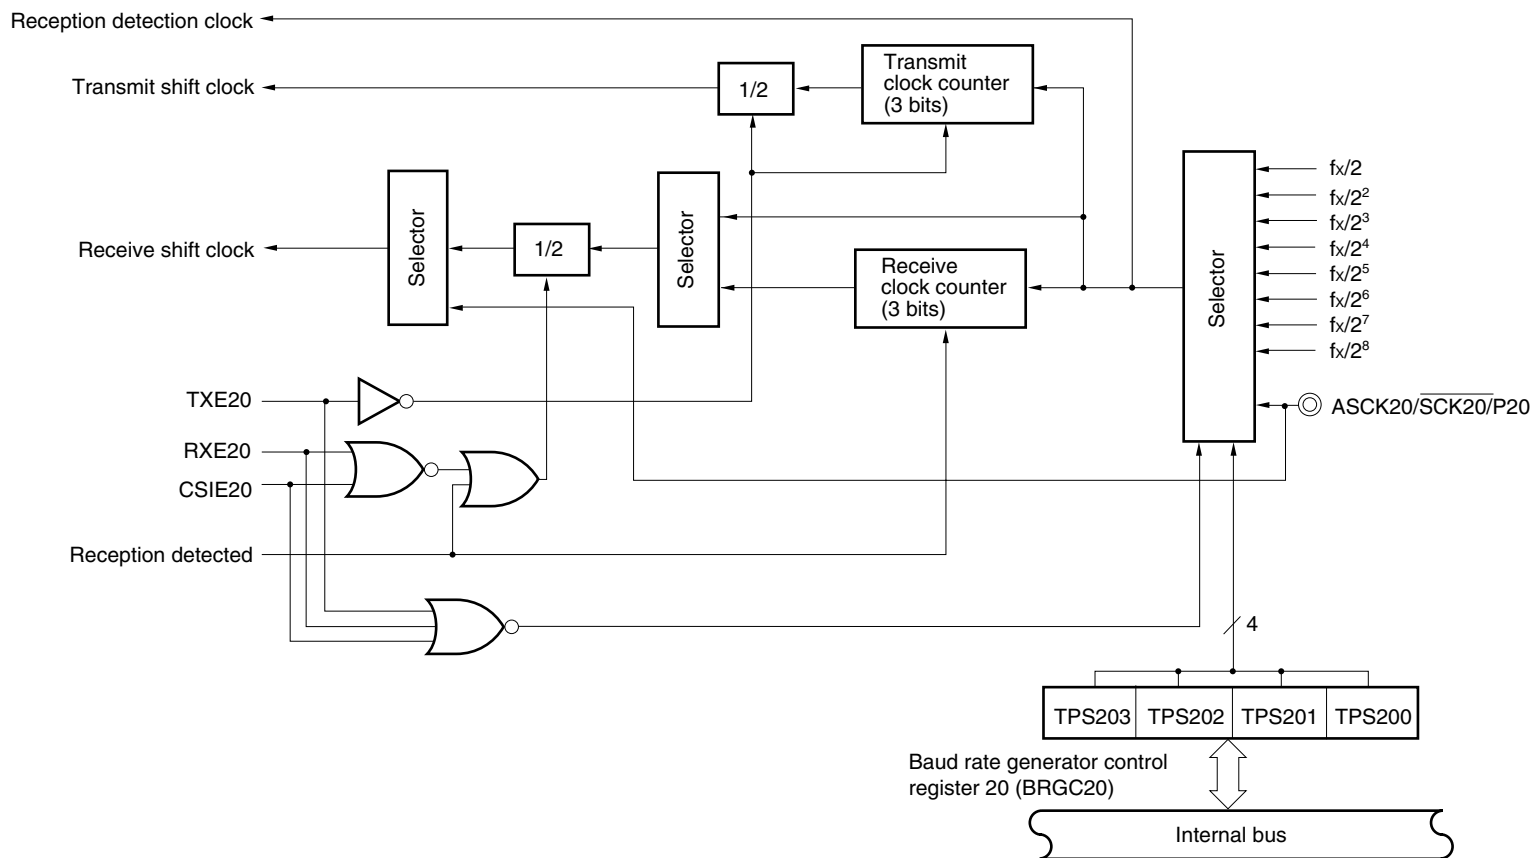 Reception detection clock
Transmit shift clock
1/2
Transmit
clock counter
(3 bits)
Receive shift clock
Selector
1/2
Selector
Receive
clock counter
(3 bits)
Selector
fx/2
fx/2²
fx/2³
fx/2⁴
fx/2⁵
fx/2⁶
fx/2⁷
fx/2⁸
ASCK20/S̅C̅K̅2̅0̅/P20
TXE20
RXE20
CSIE20
Reception detected
4
TPS203 TPS202 TPS201 TPS200
Baud rate generator control
register 20 (BRGC20)
Internal bus